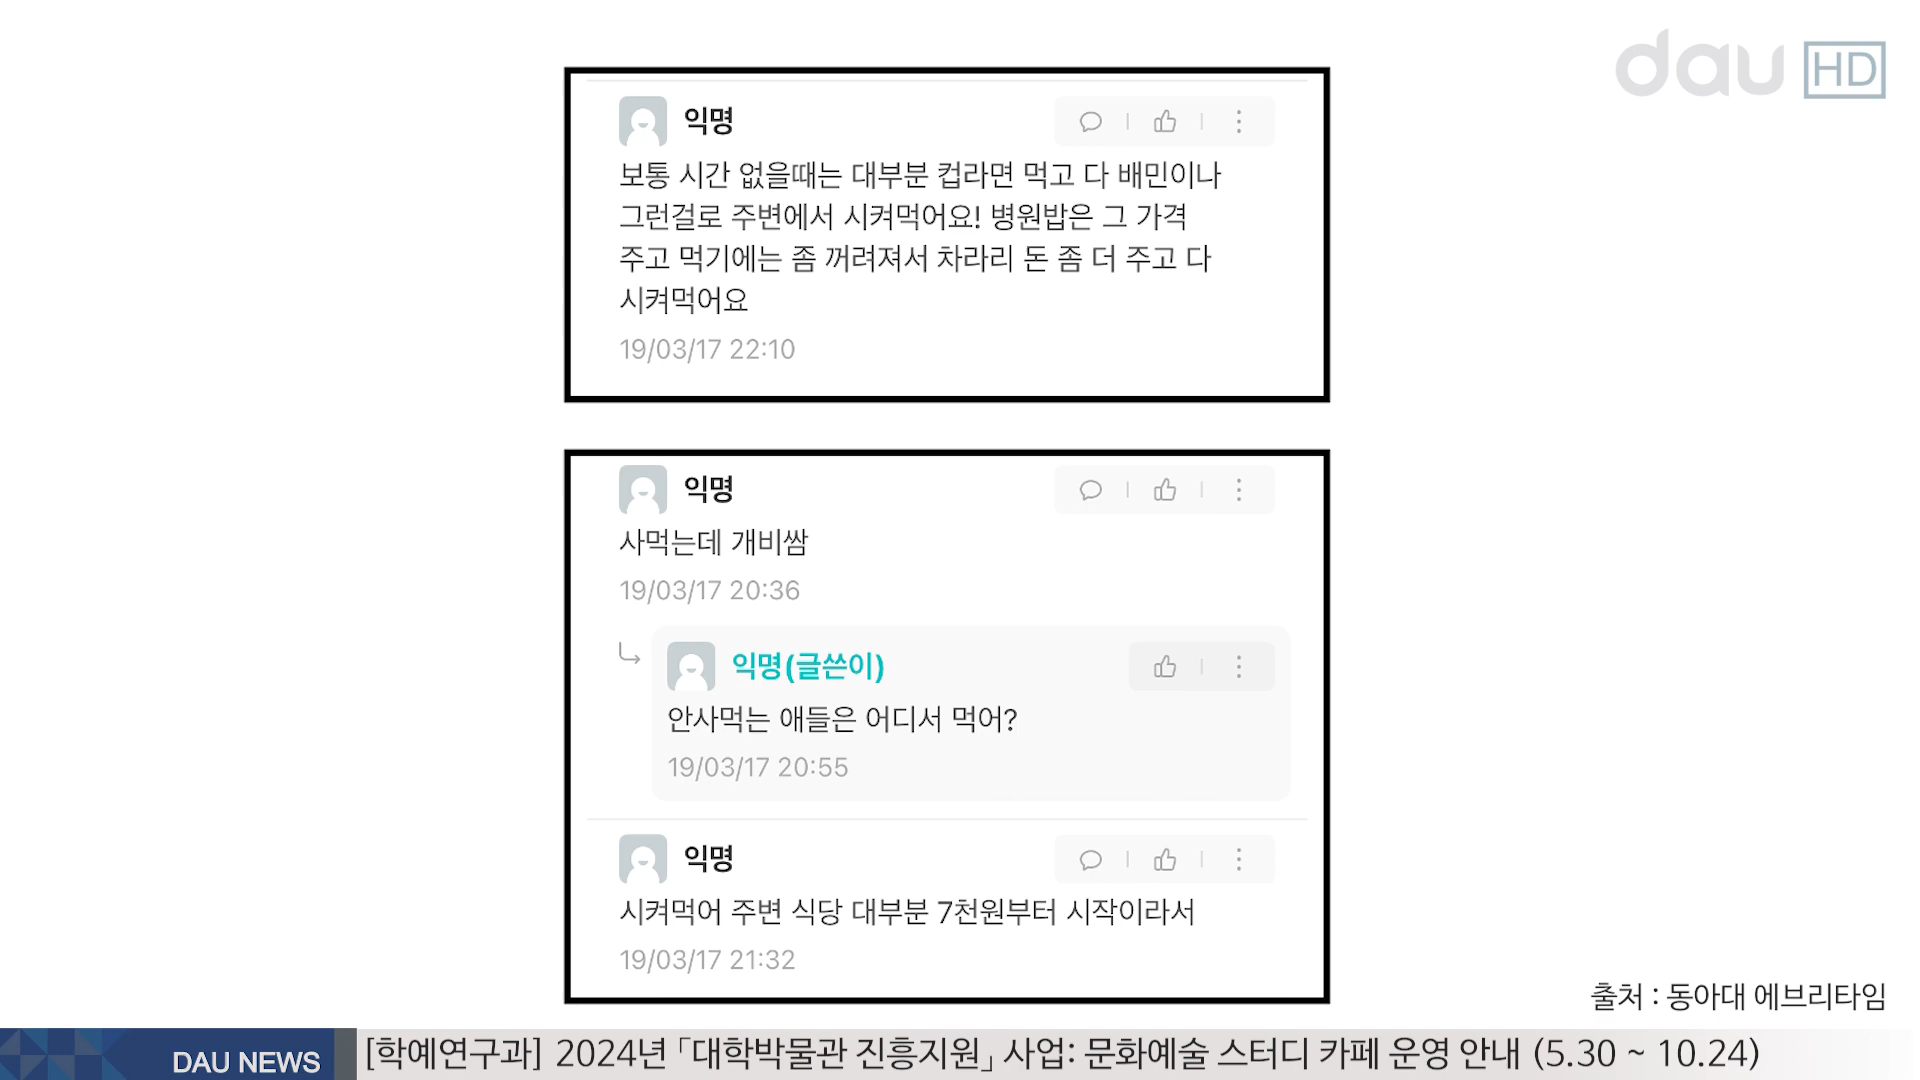 dau HD
익명
보통 시간 없을때는 대부분 컵라면 먹고 다 배민이나
그런걸로 주변에서 시켜먹어요! 병원밥은 그 가격
주고 먹기에는 좀 꺼려져서 차라리 돈 좀 더 주고 다
시켜먹어요
19/03/17 22:10
익명
사먹는데 개비쌈
19/03/17 20:36
익명(글쓴이)
안사먹는 애들은 어디서 먹어?
19/03/17 20:55
익명
시켜먹어 주변 식당 대부분 7천원부터 시작이라서
19/03/17 21:32
출처 : 동아대 에브리타임
DAU NEWS
[학예연구과] 2024년 「대학박물관 진흥지원」 사업: 문화예술 스터디 카페 운영 안내 (5.30 ~ 10.24)